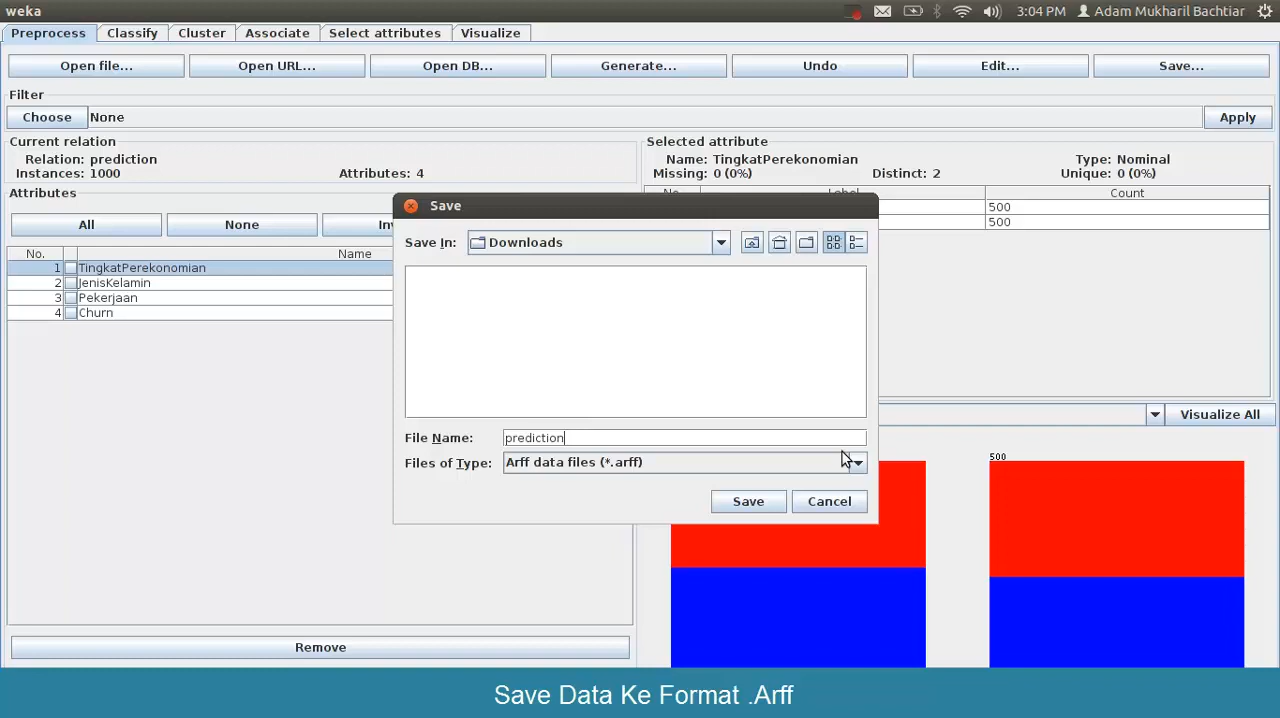 weka
3:04 PM Adam Mukharil Bachtiar
Preprocess Classify Cluster Associate Select attributes Visualize
Open file... Open URL... Open DB... Generate... Undo Edit... Save...
Filter
Choose None Apply
Current relation
Relation: prediction
Instances: 1000 Attributes: 4
Selected attribute
Name: TingkatPerekonomian Type: Nominal
Missing: 0 (0%) Distinct: 2 Unique: 0 (0%)
Count
500
500
Attributes
All None
No. Name
1 TingkatPerekonomian
2 JenisKelamin
3 Pekerjaan
4 Churn
Remove
Save
Save In: Downloads
File Name: prediction
Files of Type: Arff data files (*.arff)
Save Cancel
Visualize All
500
Save Data Ke Format .Arff